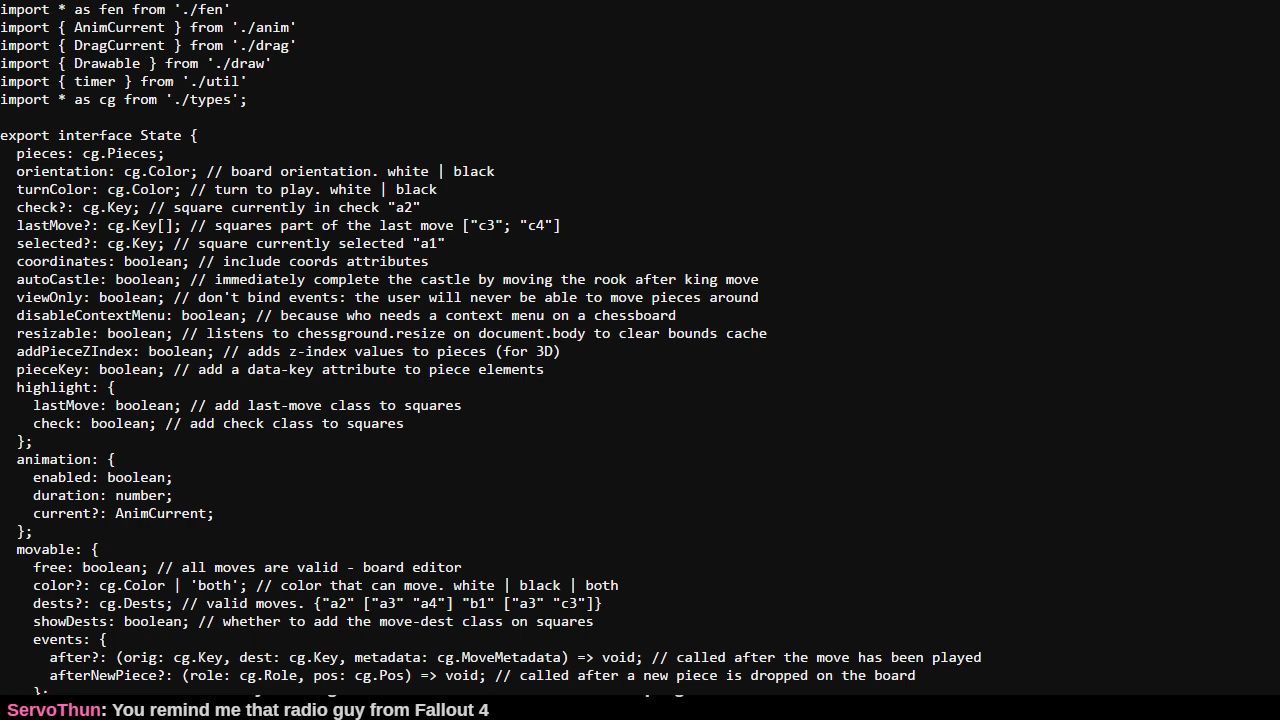 import * as fen from './fen'
import { AnimCurrent } from './anim'
import { DragCurrent } from './drag'
import { Drawable } from './draw'
import { timer } from './util'
import * as cg from './types';

export interface State {
  pieces: cg.Pieces;
  orientation: cg.Color; // board orientation. white | black
  turnColor: cg.Color; // turn to play. white | black
  check?: cg.Key; // square currently in check "a2"
  lastMove?: cg.Key[]; // squares part of the last move ["c3"; "c4"]
  selected?: cg.Key; // square currently selected "a1"
  coordinates: boolean; // include coords attributes
  autoCastle: boolean; // immediately complete the castle by moving the rook after king move
  viewOnly: boolean; // don't bind events: the user will never be able to move pieces around
  disableContextMenu: boolean; // because who needs a context menu on a chessboard
  resizable: boolean; // listens to chessground.resize on document.body to clear bounds cache
  addPieceZIndex: boolean; // adds z-index values to pieces (for 3D)
  pieceKey: boolean; // add a data-key attribute to piece elements
  highlight: {
    lastMove: boolean; // add last-move class to squares
    check: boolean; // add check class to squares
  };
  animation: {
    enabled: boolean;
    duration: number;
    current?: AnimCurrent;
  };
  movable: {
    free: boolean; // all moves are valid - board editor
    color?: cg.Color | 'both'; // color that can move. white | black | both
    dests?: cg.Dests; // valid moves. {"a2" ["a3" "a4"] "b1" ["a3" "c3"]}
    showDests: boolean; // whether to add the move-dest class on squares
    events: {
      after?: (orig: cg.Key, dest: cg.Key, metadata: cg.MoveMetadata) => void; // called after the move has been played
      afterNewPiece?: (role: cg.Role, pos: cg.Pos) => void; // called after a new piece is dropped on the board
    };
ServoThun: You remind me that radio guy from Fallout 4